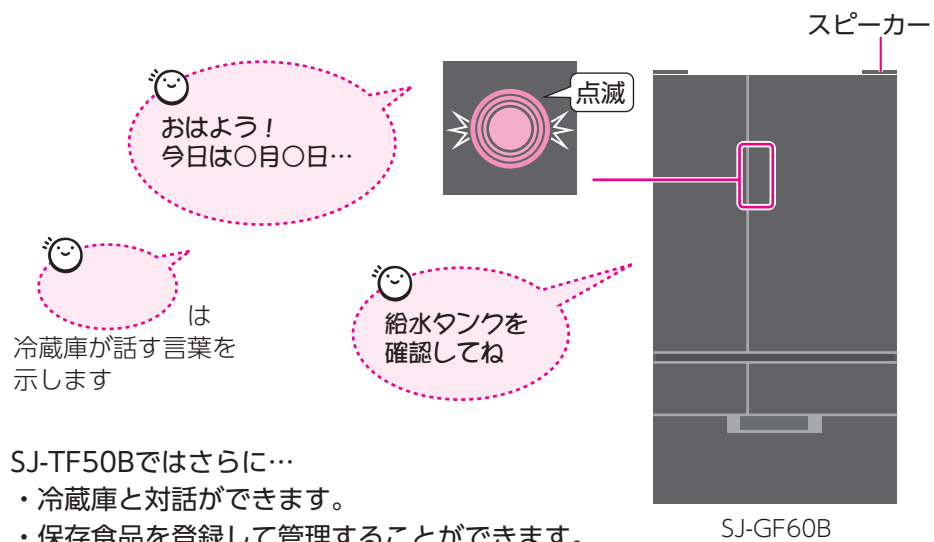 スピーカー
点滅
おはよう!
今日は○月○日…
は
冷蔵庫が話す言葉を
示します
給水タンクを
確認してね
SJ-TF50Bではさらに…
・冷蔵庫と対話ができます。
・保存食品を登録して管理することができます。
SJ-GF60B